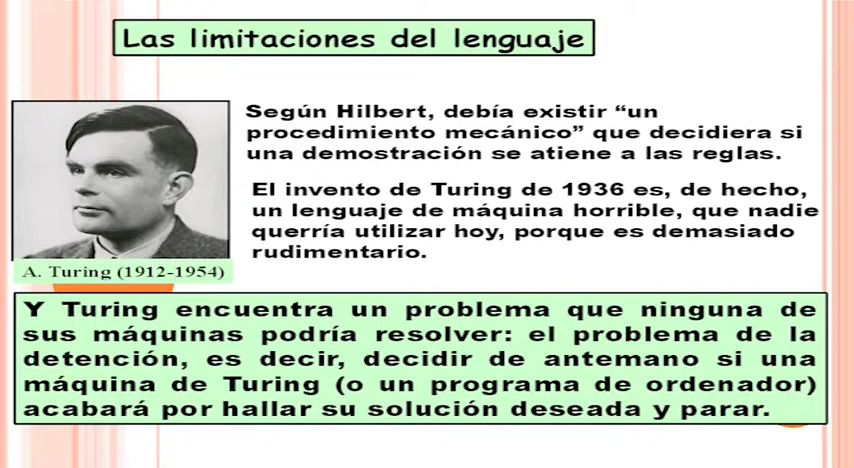 Las limitaciones del lenguaje
Según Hilbert, debía existir “un
procedimiento mecánico” que decidiera si
una demostración se atiene a las reglas.
El invento de Turing de 1936 es, de hecho,
un lenguaje de máquina horrible, que nadie
querría utilizar hoy, porque es demasiado
rudimentario.
A. Turing (1912-1954)
Y Turing encuentra un problema que ninguna de
sus máquinas podría resolver: el problema de la
detención, es decir, decidir de antemano si una
máquina de Turing (o un programa de ordenador)
acabará por hallar su solución deseada y parar.